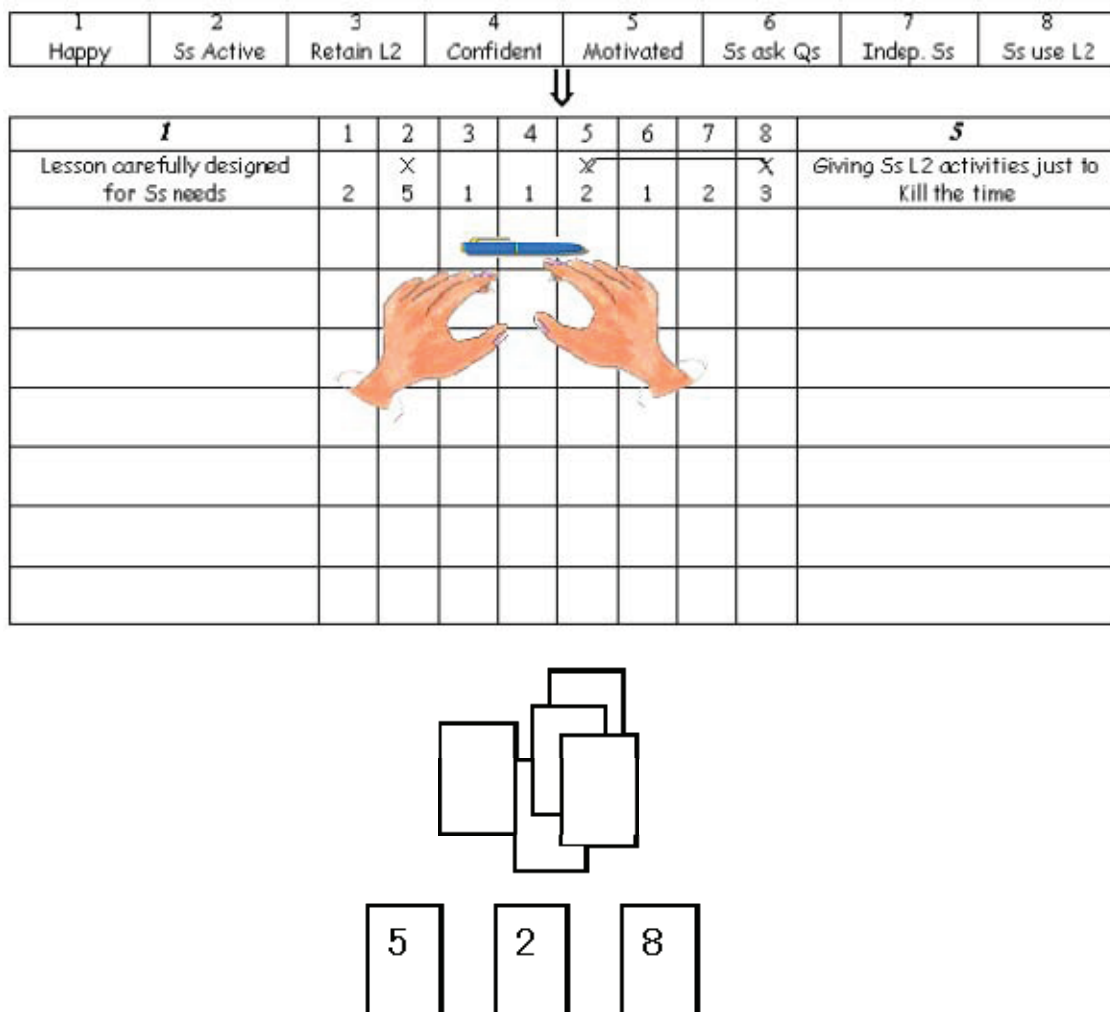 1 2 3 4 5 6 7 8
Happy Ss Active Retain L2 Confident Motivated Ss ask Qs Indep. Ss Ss use L2
1 1 2 3 4 5 6 7 8 5
Lesson carefully designed X X X Giving Ss L2 activities just to
for Ss needs 2 5 1 1 2 1 2 3 Kill the time
5 2 8